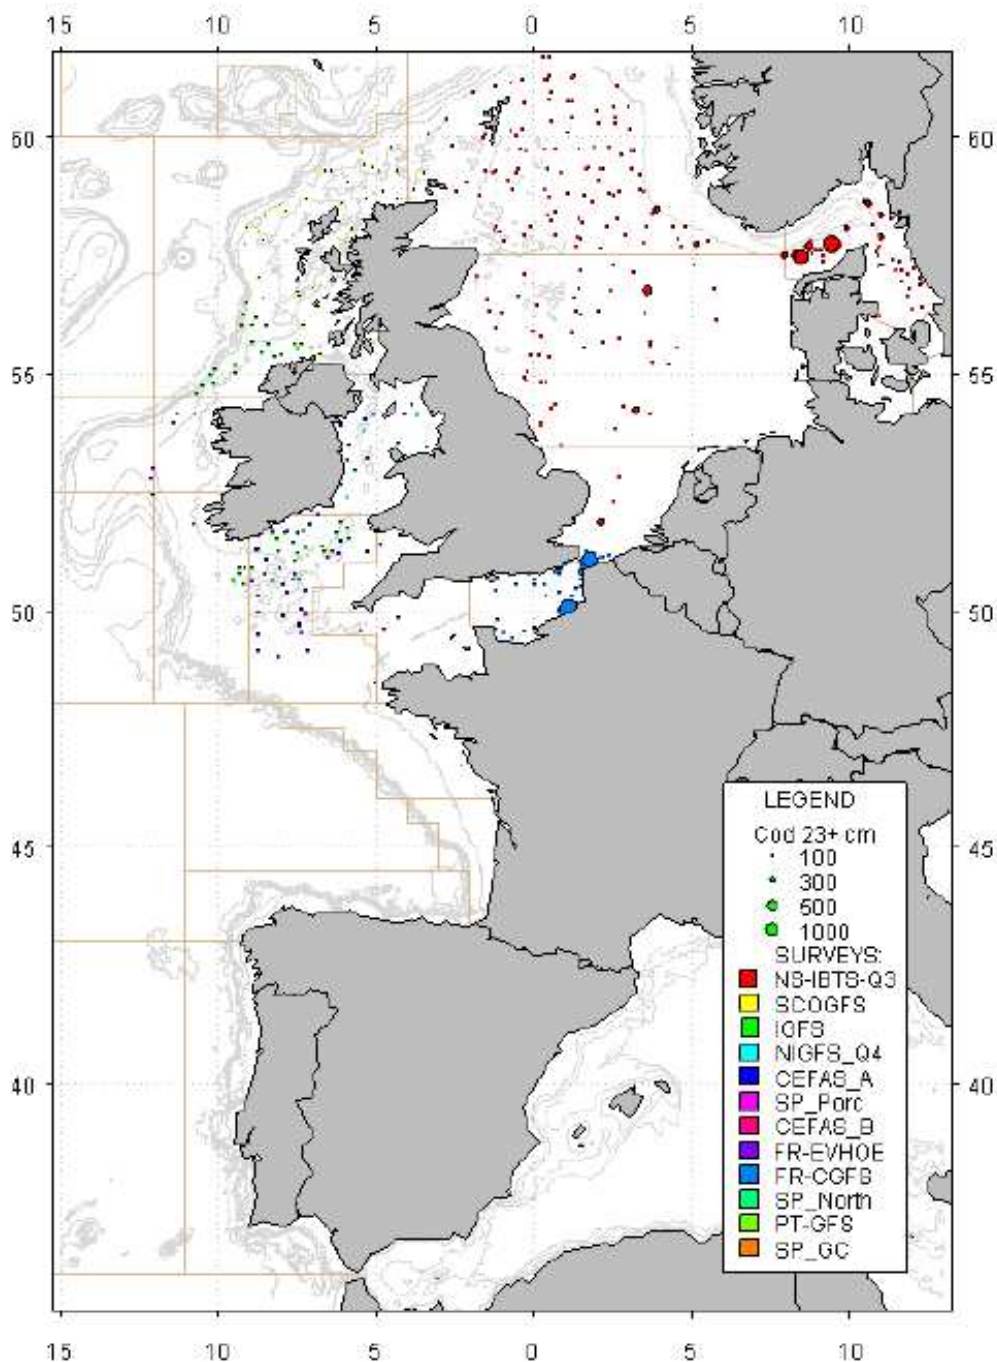 15 10 5 0 5 10
60 60
55 55
50 50
45 45
40 40
LEGEND
Cod 23+ cm
100
300
500
1000
SURVEYS:
NS-IBTS-Q3
SCOGFS
IGFS
NIGFS_Q4
CEFAS_A
SP_Porc
CEFAS_B
FR-EVHOE
FR-CGFS
SP_North
PT-GFS
SP_GC
15 10 5 0 5 10